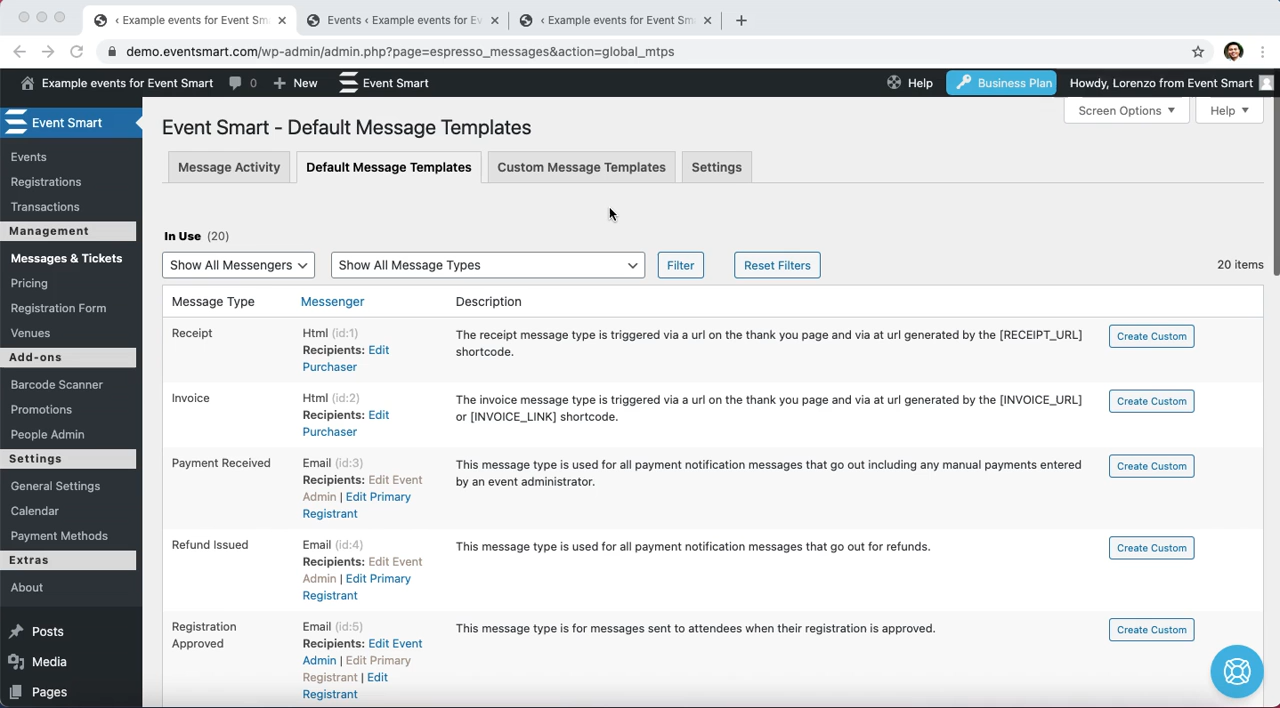 ‹ Example events for Event Sm
Events ‹ Example events for Ev
‹ Example events for Event Sm
demo.eventsmart.com/wp-admin/admin.php?page=espresso_messages&action=global_mtps
Example events for Event Smart 0 New Event Smart Help Business Plan Howdy, Lorenzo from Event Smart
Event Smart
Events
Registrations
Transactions
Management
Messages & Tickets
Pricing
Registration Form
Venues
Add-ons
Barcode Scanner
Promotions
People Admin
Settings
General Settings
Calendar
Payment Methods
Extras
About
Posts
Media
Pages
Screen Options Help
Event Smart - Default Message Templates
Message Activity Default Message Templates Custom Message Templates Settings
In Use (20)
Show All Messengers Show All Message Types Filter Reset Filters 20 items
Message Type Messenger Description
Receipt
Html (id:1)
Recipients: Edit
Purchaser
The receipt message type is triggered via a url on the thank you page and via at url generated by the [RECEIPT_URL]
shortcode.
Create Custom
Invoice
Html (id:2)
Recipients: Edit
Purchaser
The invoice message type is triggered via a url on the thank you page and via at url generated by the [INVOICE_URL]
or [INVOICE_LINK] shortcode.
Create Custom
Payment Received
Email (id:3)
Recipients: Edit Event
Admin | Edit Primary
Registrant
This message type is used for all payment notification messages that go out including any manual payments entered
by an event administrator.
Create Custom
Refund Issued
Email (id:4)
Recipients: Edit Event
Admin | Edit Primary
Registrant
This message type is used for all payment notification messages that go out for refunds.
Create Custom
Registration
Approved
Email (id:5)
Recipients: Edit Event
Admin | Edit Primary
Registrant | Edit
Registrant
This message type is for messages sent to attendees when their registration is approved.
Create Custom